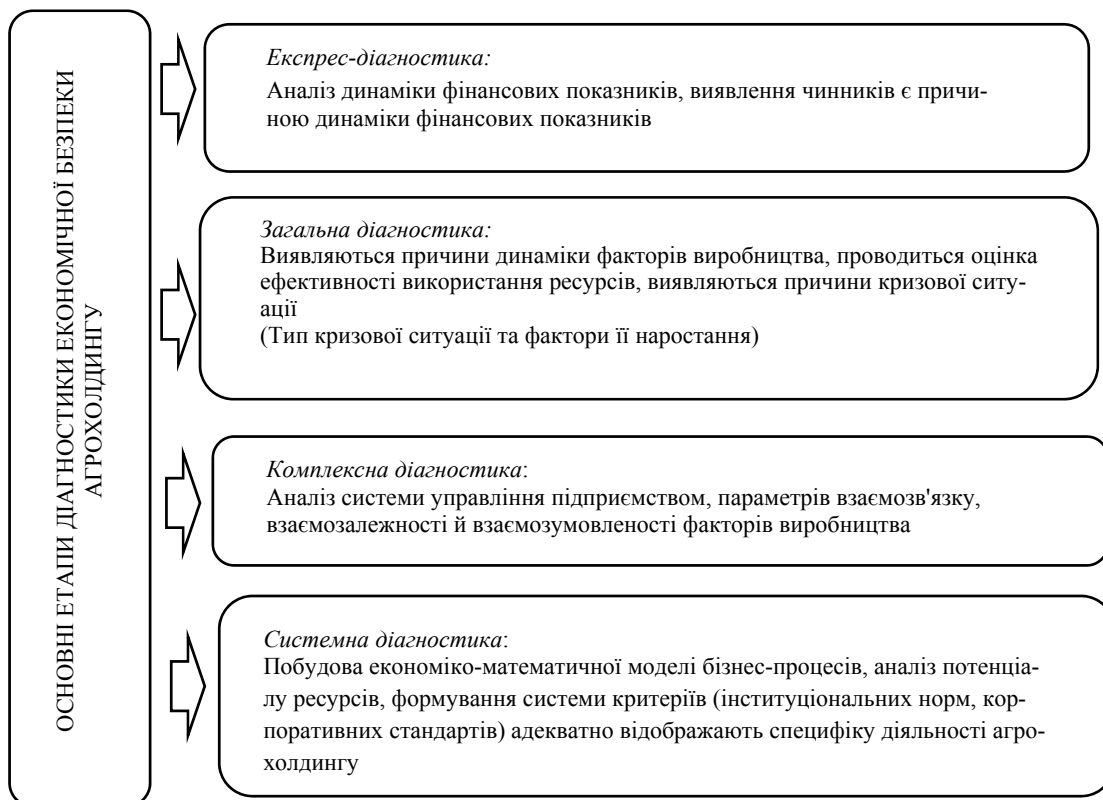 ОСНОВНІ ЕТАПИ ДІАГНОСТИКИ ЕКОНОМІЧНОЇ БЕЗПЕКИ
АГРОХОЛДИНГУ
Експрес-діагностика:
Аналіз динаміки фінансових показників, виявлення чинників є причи-
ною динаміки фінансових показників
Загальна діагностика:
Виявляються причини динаміки факторів виробництва, проводиться оцінка
ефективності використання ресурсів, виявляються причини кризової ситу-
ації
(Тип кризової ситуації та фактори її наростання)
Комплексна діагностика:
Аналіз системи управління підприємством, параметрів взаємозв'язку,
взаємозалежності й взаємозумовленості факторів виробництва
Системна діагностика:
Побудова економіко-математичної моделі бізнес-процесів, аналіз потенціа-
лу ресурсів, формування системи критеріїв (інституціональних норм, кор-
поративних стандартів) адекватно відображають специфіку діяльності агро-
холдингу